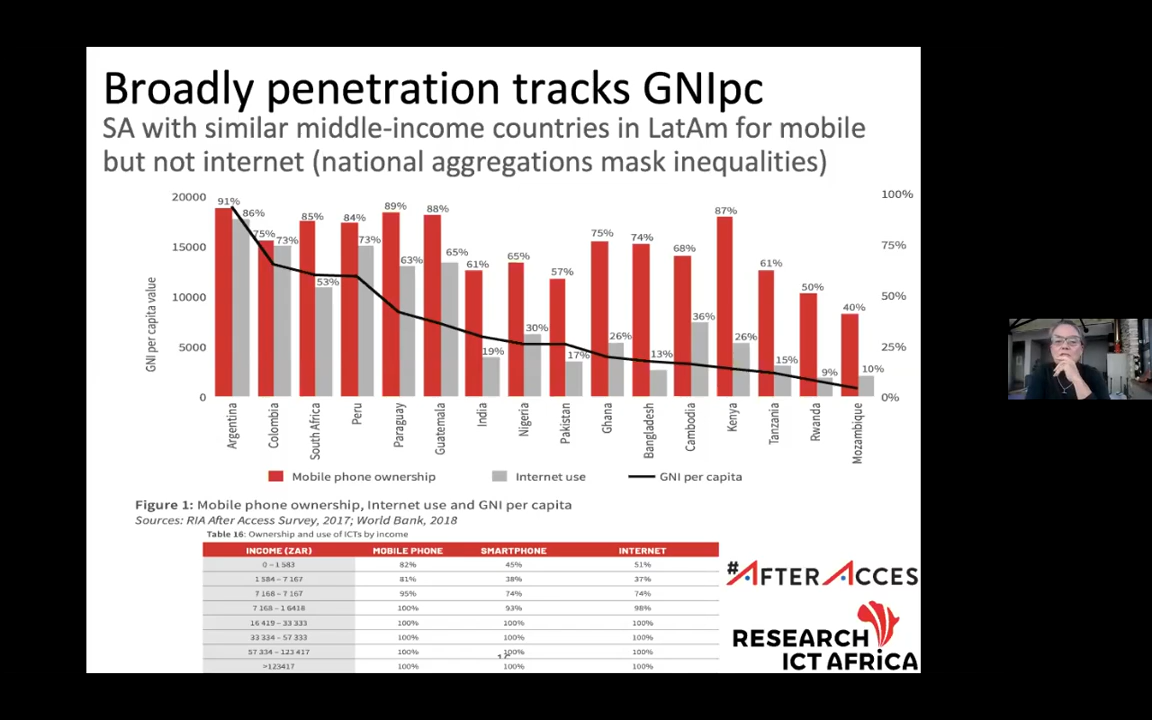 Broadly penetration tracks GNIpc
SA with similar middle-income countries in LatAm for mobile
but not internet (national aggregations mask inequalities)
20000
15000
10000
5000
0
GNI per capita value
100%
75%
50%
25%
0%
91%
86%
75%
73%
85%
53%
84%
73%
89%
63%
88%
65%
61%
19%
65%
30%
57%
17%
75%
26%
74%
13%
68%
36%
87%
26%
61%
15%
50%
9%
40%
10%
Argentina
Colombia
South Africa
Peru
Paraguay
Guatemala
India
Nigeria
Pakistan
Ghana
Bangladesh
Cambodia
Kenya
Tanzania
Rwanda
Mozambique
Mobile phone ownership Internet use GNI per capita
Figure 1: Mobile phone ownership, Internet use and GNI per capita
Sources: RIA After Access Survey, 2017; World Bank, 2018
Table 16: Ownership and use of ICTs by income
INCOME (ZAR) MOBILE PHONE SMARTPHONE INTERNET
0 – 1 583 82% 45% 51%
1 584 – 7 167 81% 38% 37%
7 168 – 7 167 95% 74% 74%
7 168 – 1 6418 100% 93% 98%
16 419 – 33 333 100% 100% 100%
33 334 – 57 333 100% 100% 100%
57 334 – 123 417 100% 100% 100%
>123417 100% 100% 100%
#AFTER ACCES
RESEARCH
ICT AFRICA